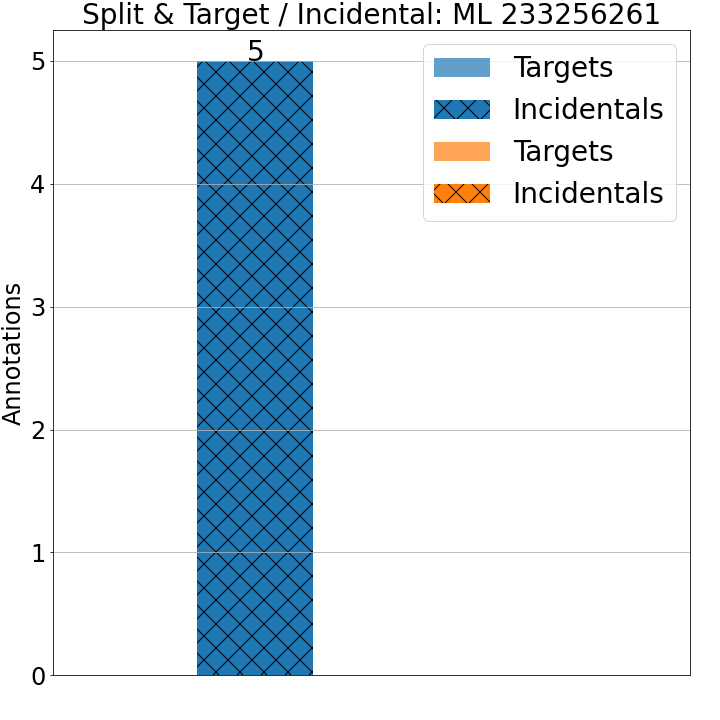 Split & Target / Incidental: ML 233256261
5
5
Targets
Incidentals
Targets
Incidentals
4
3
2
1
0
Annotations